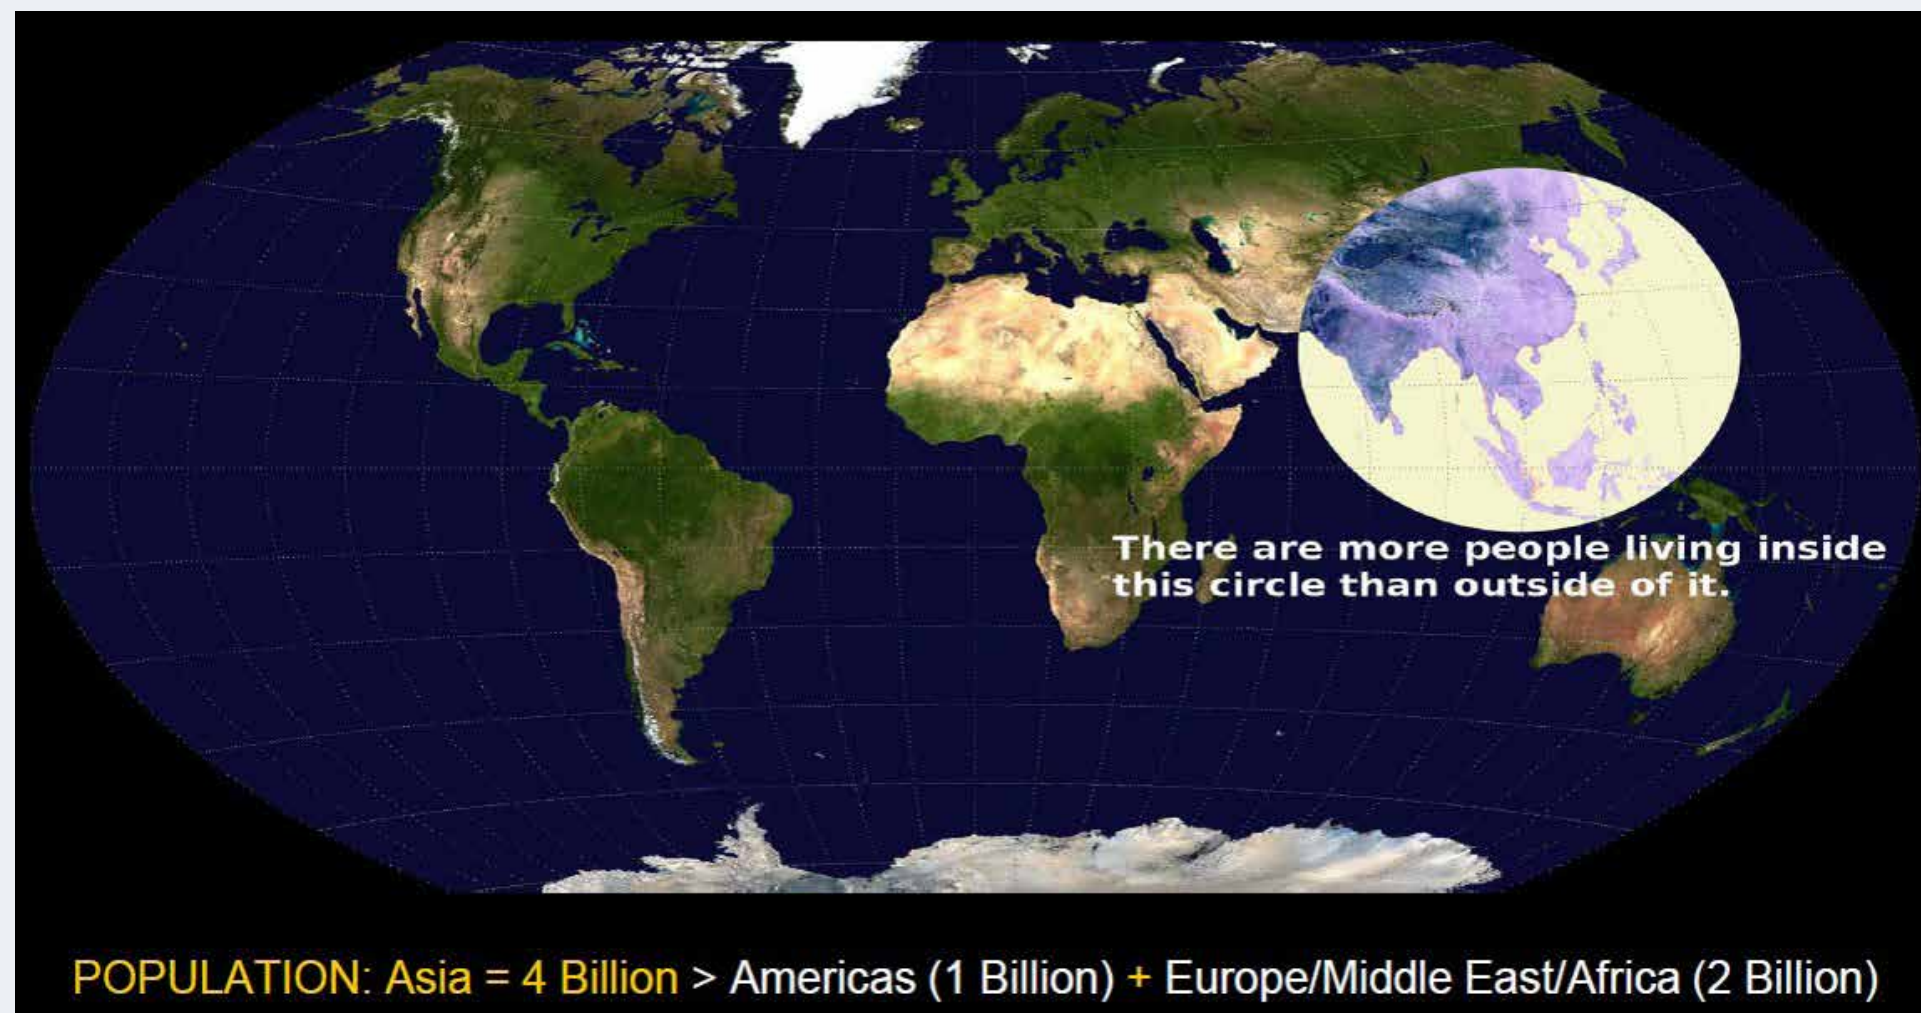 There are more people living inside
this circle than outside of it.
POPULATION: Asia = 4 Billion > Americas (1 Billion) + Europe/Middle East/Africa (2 Billion)